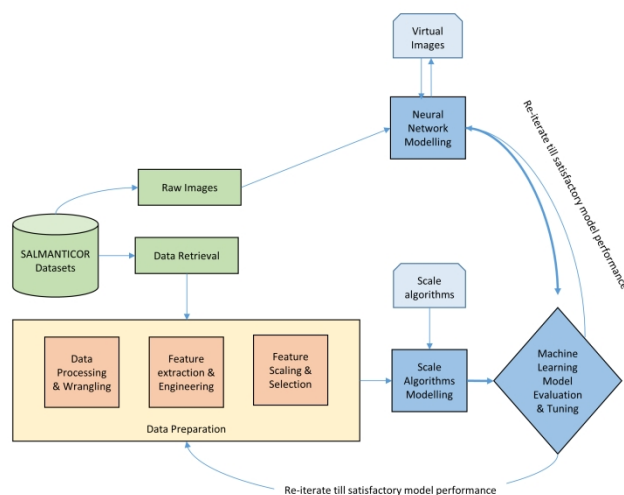 Virtual
Images
Neural
Network
Modelling
Re-iterate till satisfactory model performance
Raw Images
SALMANTICOR
Datasets
Data Retrieval
Scale
algorithms
Data
Processing
& Wrangling
Feature
extraction &
Engineering
Feature
Scaling &
Selection
Data Preparation
Scale
Algorithms
Modelling
Machine
Learning
Model
Evaluation
& Tuning
Re-iterate till satisfactory model performance